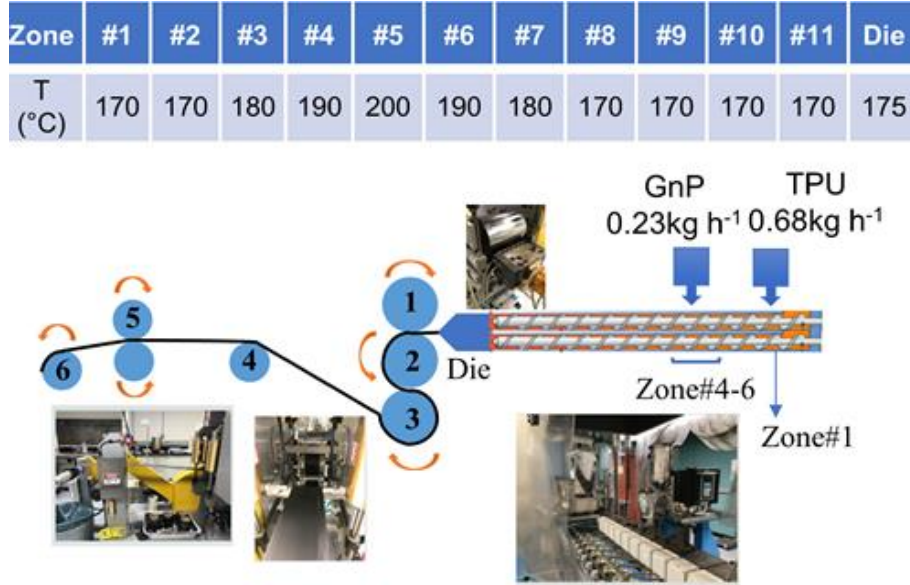 Zone #1 #2 #3 #4 #5 #6 #7 #8 #9 #10 #11 Die
T (°C) 170 170 180 190 200 190 180 170 170 170 170 175
GnP TPU
0.23kg h⁻¹ 0.68kg h⁻¹
1
5
2
4
6
Die
3
Zone#4-6
Zone#1